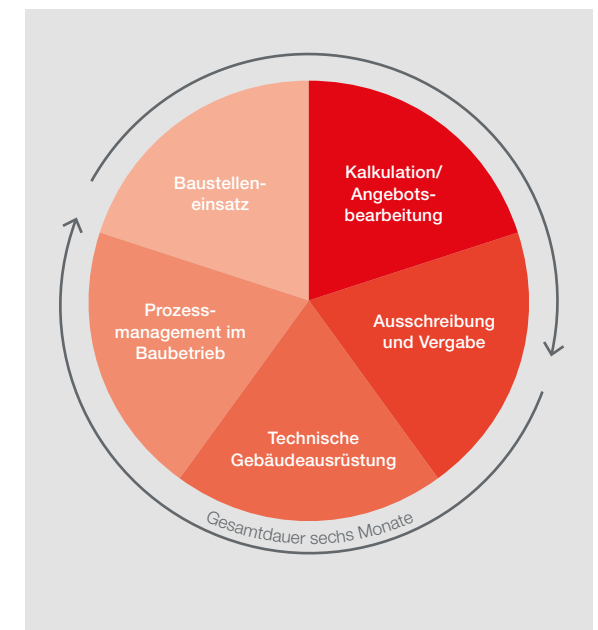 Kalkulation/
Angebots-
bearbeitung
Ausschreibung
und Vergabe
Technische
Gebäudeausrüstung
Prozess-
management im
Baubetrieb
Baustellen-
einsatz
Gesamtdauer sechs Monate